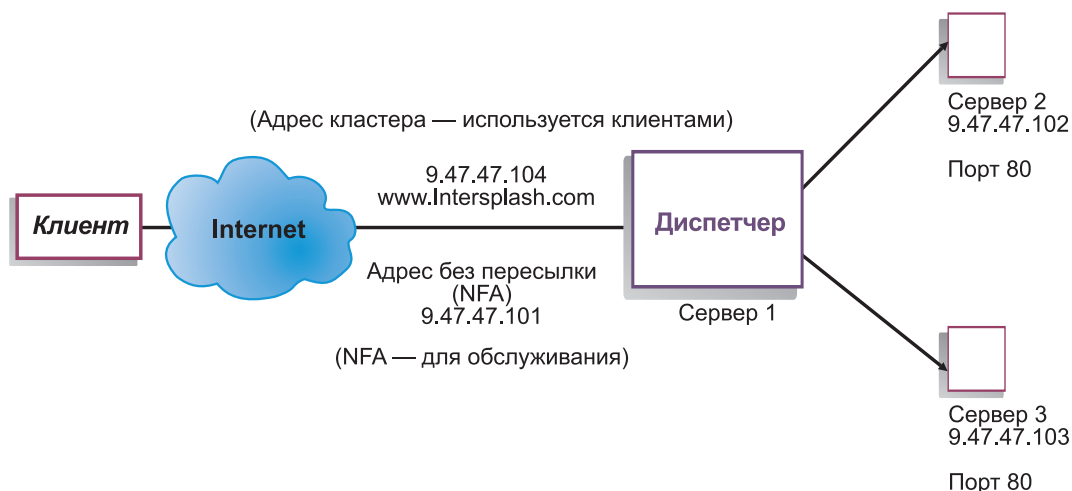 (Адрес кластера — используется клиентами)
9.47.47.104
www.Intersplash.com
Клиент
Internet
Адрес без пересылки
(NFA)
9.47.47.101
(NFA — для обслуживания)
Диспетчер
Сервер 1
Сервер 2
9.47.47.102
Порт 80
Сервер 3
9.47.47.103
Порт 80